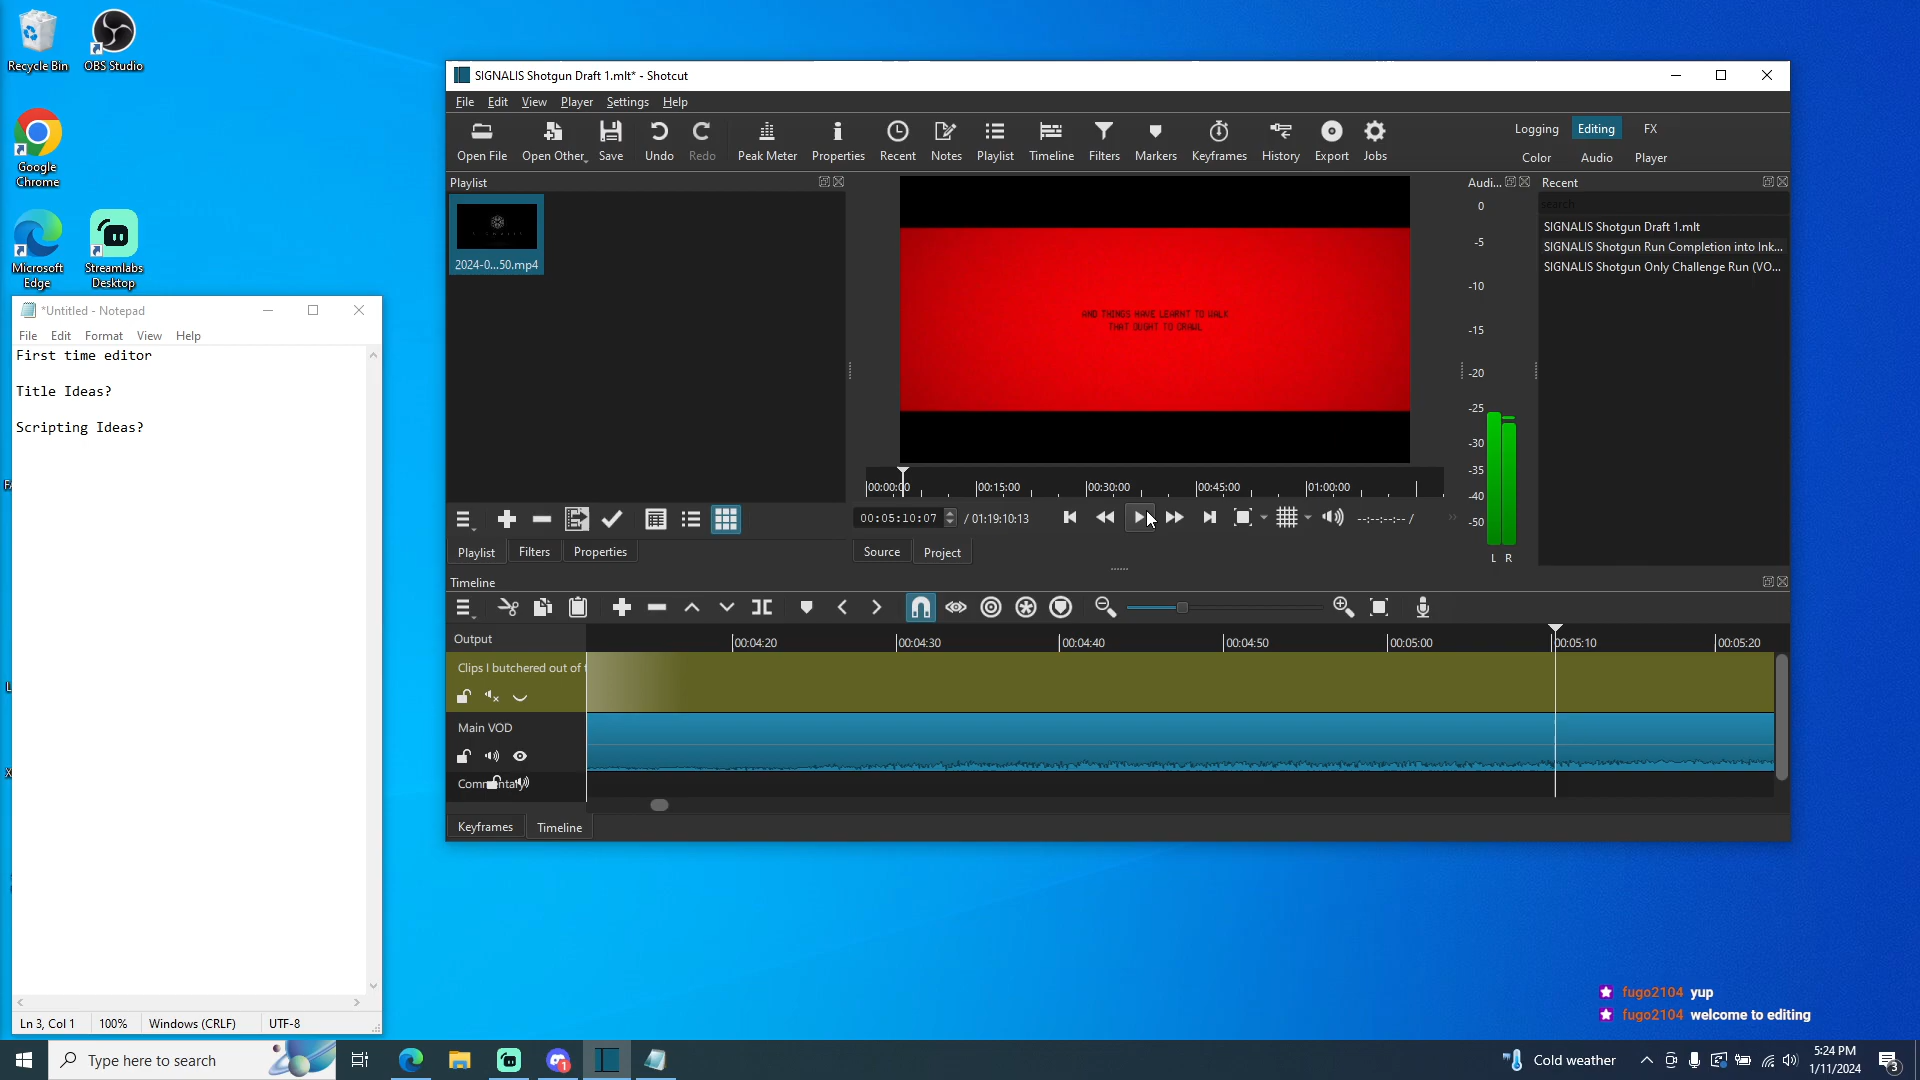 Recycle Bin
OBS Studio
Google
Chrome
Microsoft
Edge
Streamlabs
Desktop
*Untitled - Notepad
File Edit Format View Help
First time editor
Title Ideas?
Scripting Ideas?
Ln 3, Col 1 100% Windows (CRLF) UTF-8
SIGNALIS Shotgun Draft 1.mlt* - Shotcut
File Edit View Player Settings Help
Open File Open Other... Save Undo Redo Peak Meter Properties Recent Notes Playlist Timeline Filters Markers Keyframes History Export Jobs
Logging Editing FX
Color Audio Player
Playlist
2024-0...50.mp4
AND THINGS HAVE LEARNT TO WALK
THAT OUGHT TO CRAWL
00:00:00 00:15:00 00:30:00 00:45:00 01:00:00
00:05:10:07 / 01:19:10:13 --:--:--:-- /
Playlist Filters Properties
Source Project
Audi...
0
-5
-10
-15
-20
-25
-30
-35
-40
-50
L R
Recent
search
SIGNALIS Shotgun Draft 1.mlt
SIGNALIS Shotgun Run Completion into Ink...
SIGNALIS Shotgun Only Challenge Run (VO...
Timeline
Output
00:04:20 00:04:30 00:04:40 00:04:50 00:05:00 00:05:10 00:05:20
Clips I butchered out of
Main VOD
Commentary
Keyframes Timeline
fugo2104 yup
fugo2104 welcome to editing
Type here to search
Cold weather
5:24 PM
1/11/2024
3